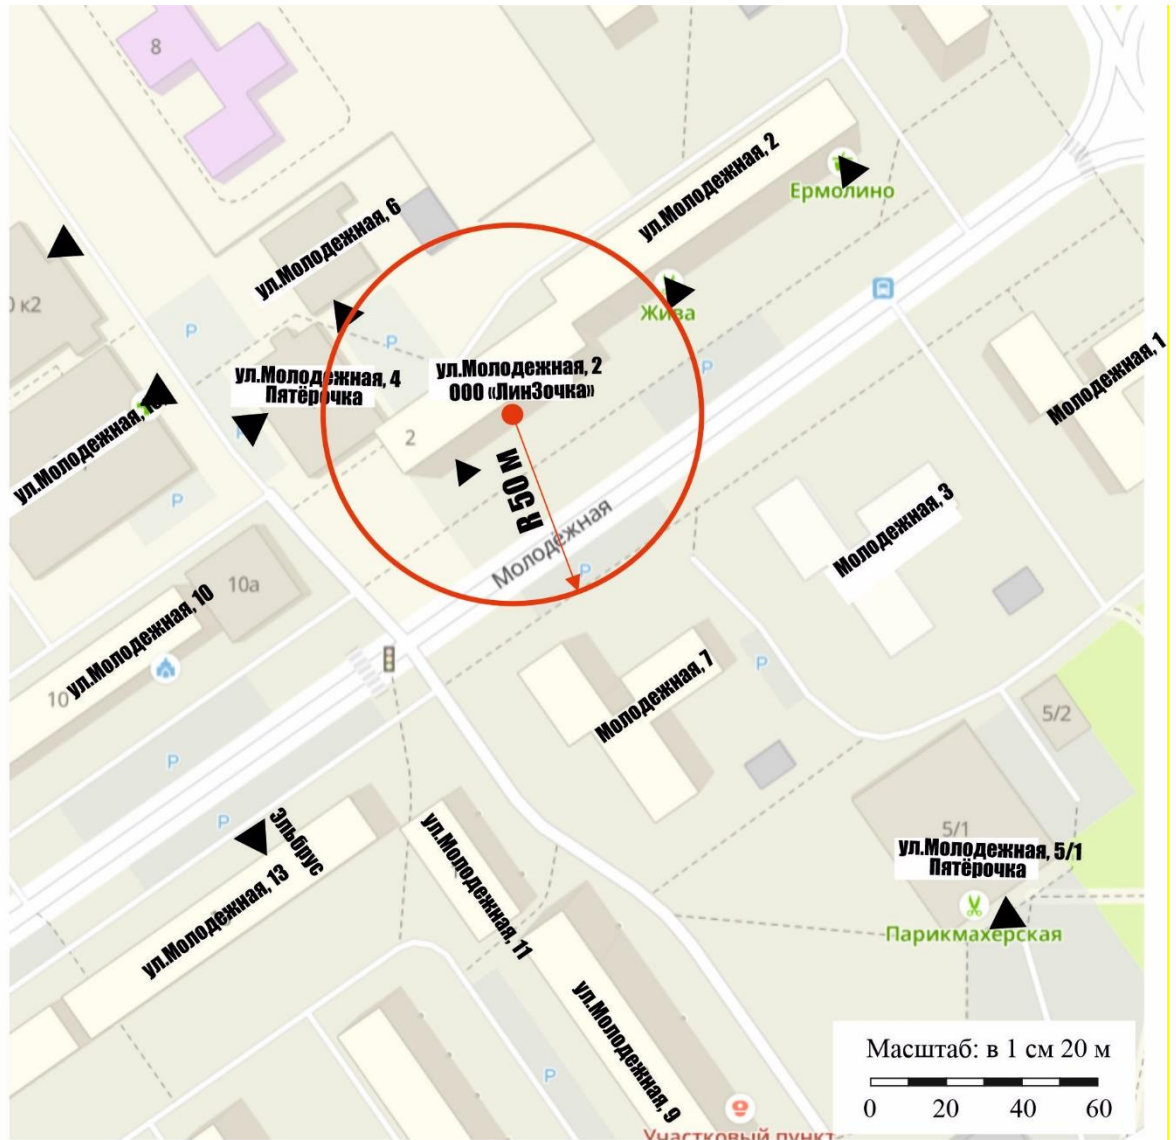 8
ул.Молодежная, 2
Ермолино
ул.Молодежная, 6
0 к2
P
Жива
P
ул.Молодежная, 4
Пятёрочка
ул.Молодежная, 2
ООО «ЛинЗочка»
P
Молодежная, 1
2
P
R 50 М
P
Молодежная, 3
Молодёжная
P
10а
ул.Молодежная, 10
10
Молодежная, 7
P
5/2
P
P
Эльбрус
ул.Молодежная, 13
ул.Молодежная, 11
5/1
ул.Молодежная, 5/1
Пятёрочка
Парикмахерская
ул.Молодежная, 9
P
Масштаб: в 1 см 20 м
0 20 40 60
Участковый пункт